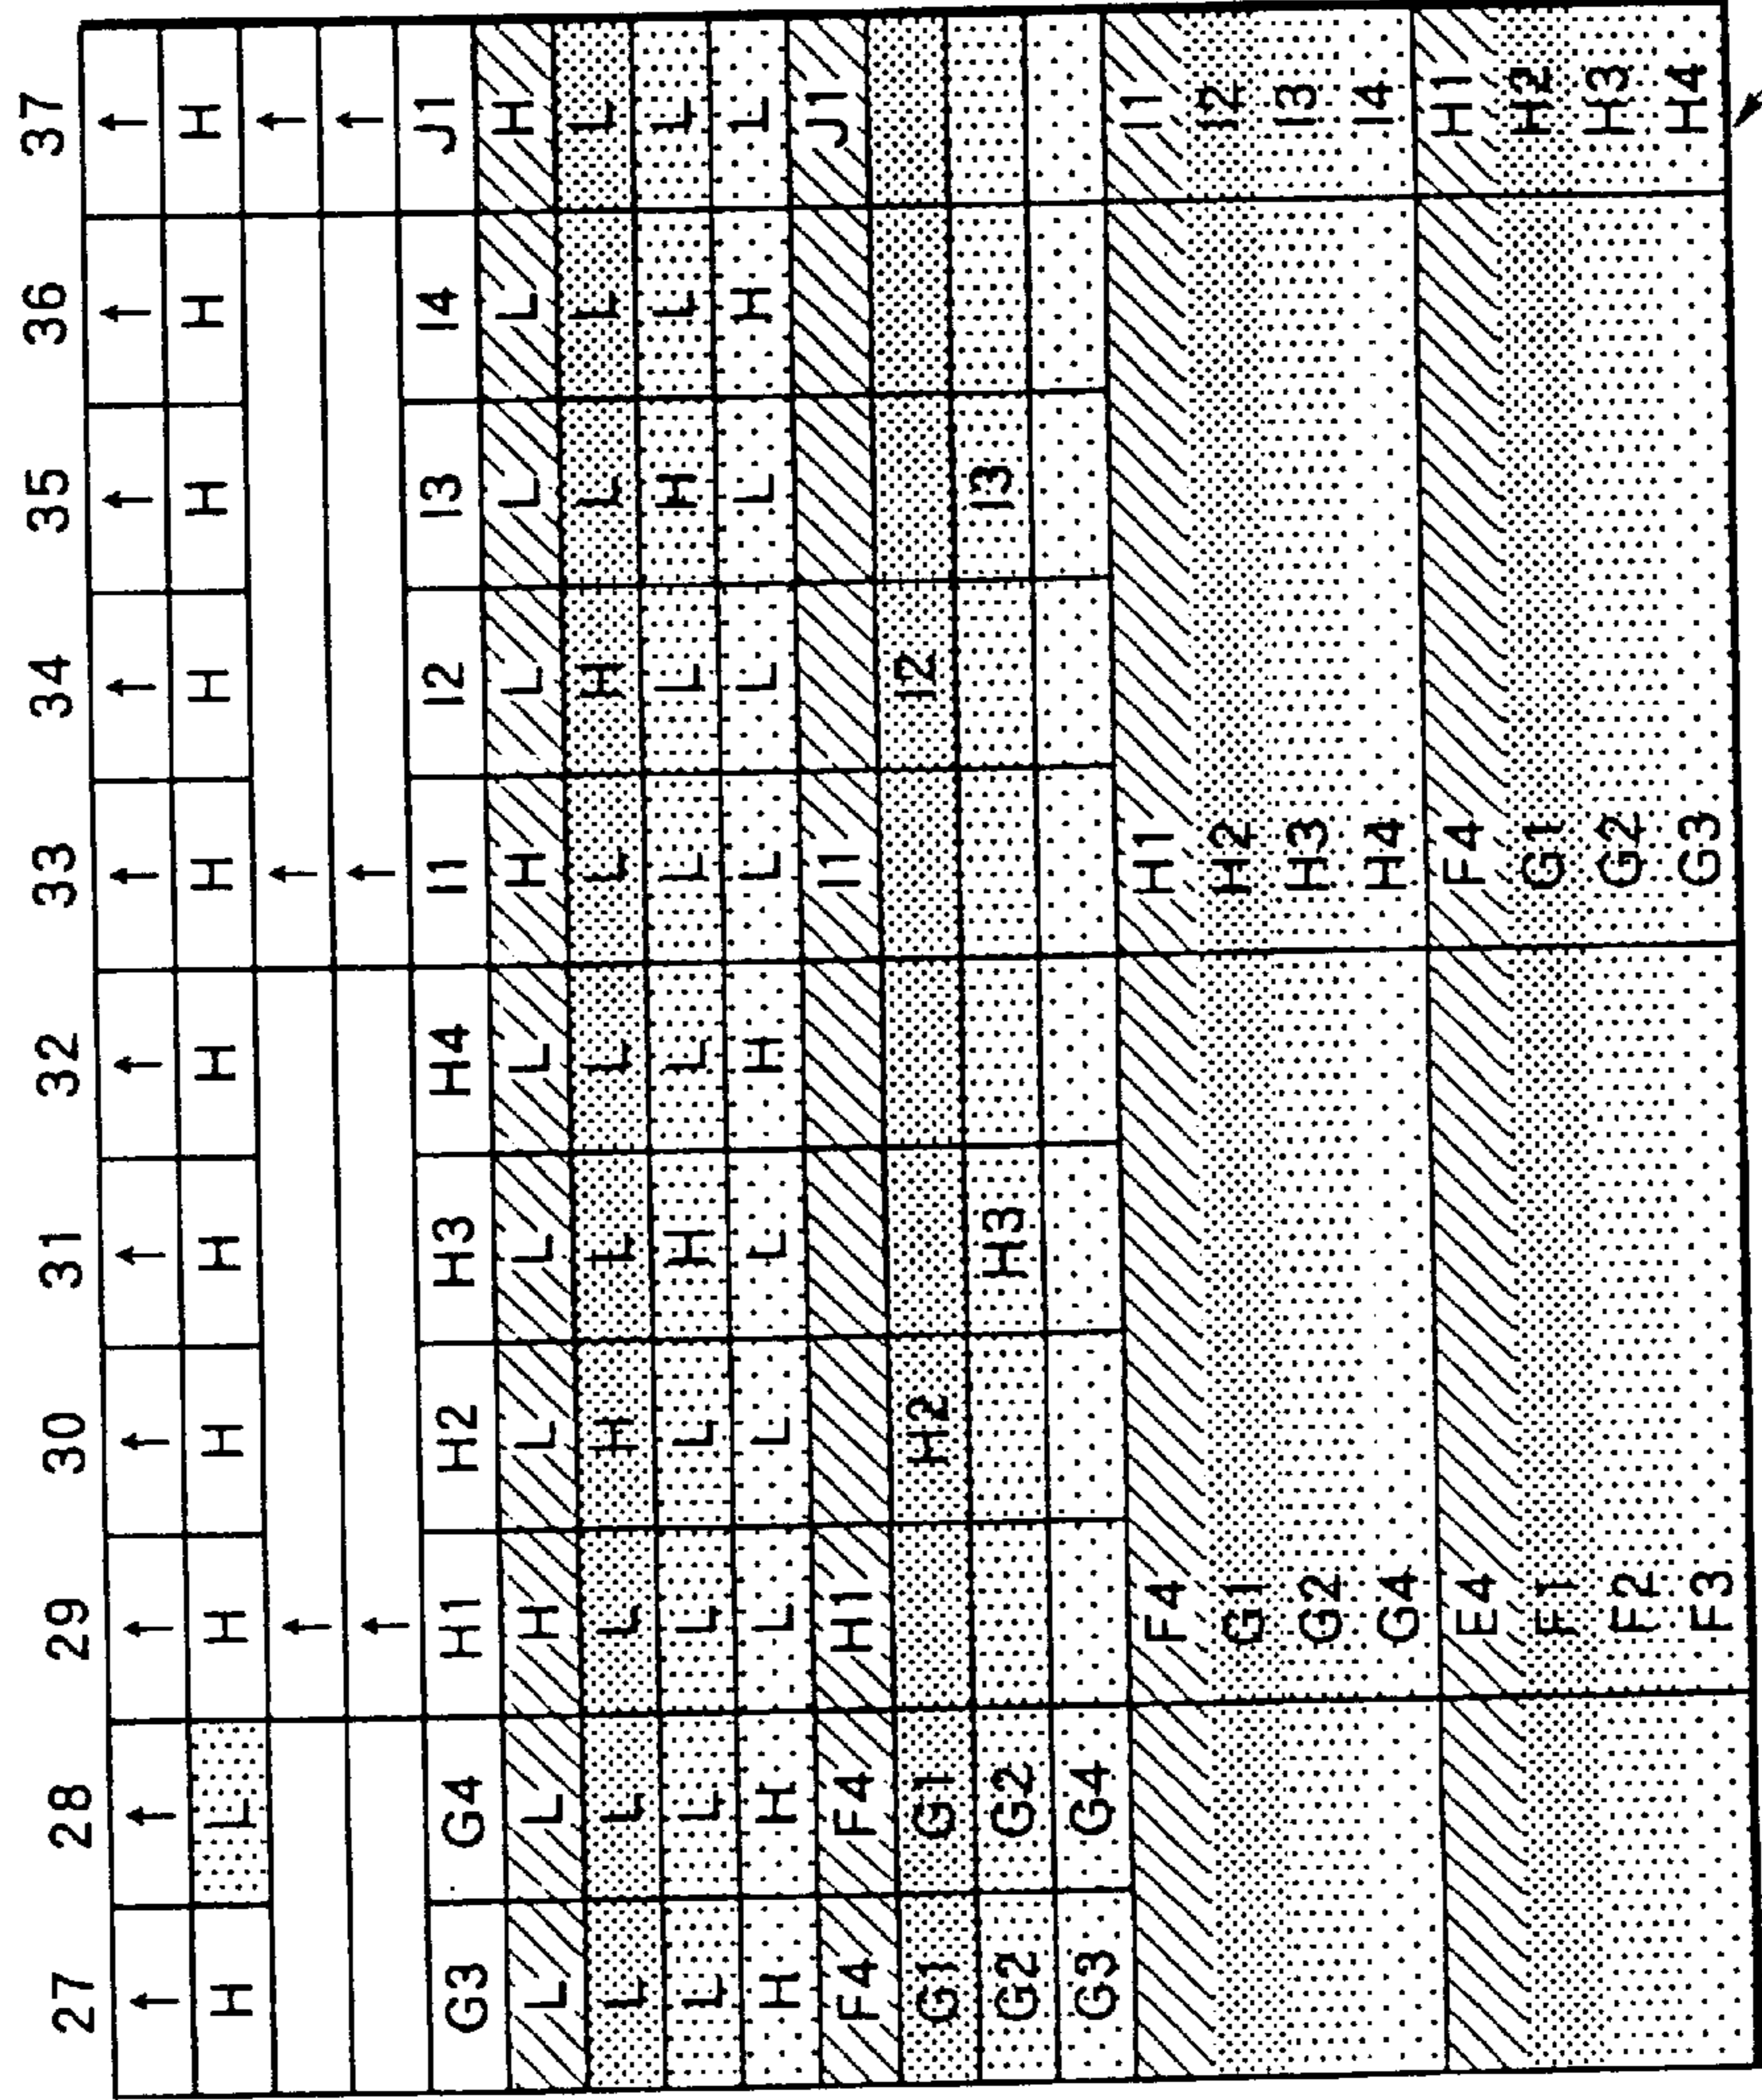 27 28 29 30 31 32 33 34 35 36 37
↑ ↑ ↑ ↑ ↑ ↑ ↑ ↑ ↑ ↑ ↑
H L H H H H H H H H H
↑ ↑ ↑
↑ ↑ ↑
G3 G4 H1 H2 H3 H4 I1 I2 I3 I4 J1
L L H L L L H L L L H
L L L H L L L H L L L
L L L L H L L L H L L
H H L L L H L L L H L
F4 F4 H1 I1 J1
G1 G1 H2 I2
G2 G2 H3 I3
G3 G4
F4 H1 I1
G1 H2 I2
G2 H3 I3
G4 H4 I4
E4 F4 H1
F1 G1 H2
F2 G2 H3
F3 G3 H4